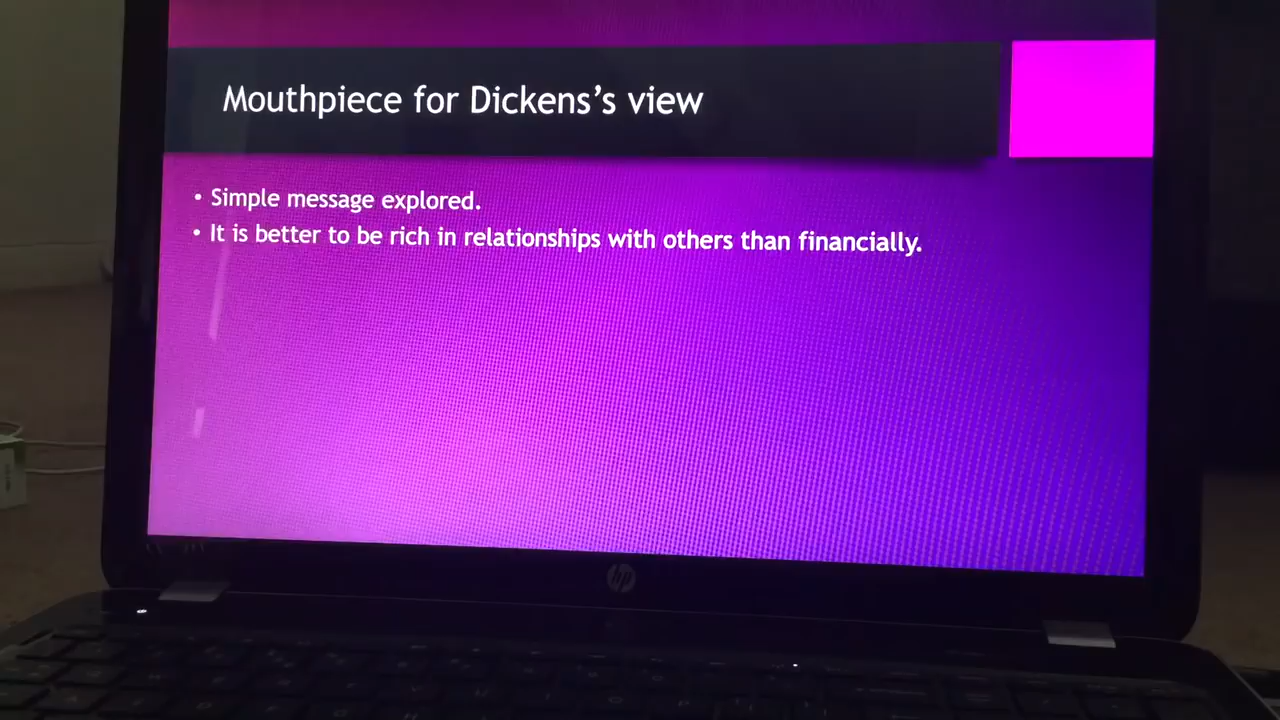 Mouthpiece for Dickens's view
• Simple message explored.
• It is better to be rich in relationships with others than financially.
hp